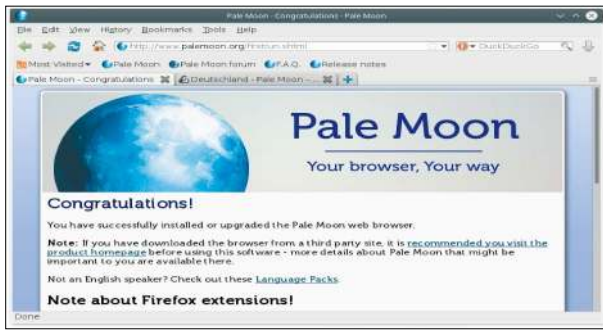 Pale Moon - Congratulations - Pale Moon
File Edit View History Bookmarks Tools Help
http://www.palemoon.org/firstrun.shtml DuckDuckGo
Most Visited Pale Moon Pale Moon forum F.A.Q. Release notes
Pale Moon - Congratulations Deutschland - Pale Moon - ...
Pale Moon
Your browser, Your way
Congratulations!
You have successfully installed or upgraded the Pale Moon web browser.
Note: If you have downloaded the browser from a third party site, it is recommended you visit the
product homepage before using this software - more details about Pale Moon that might be
important to you are available there.
Not an English speaker? Check out these Language Packs.
Note about Firefox extensions!
Done